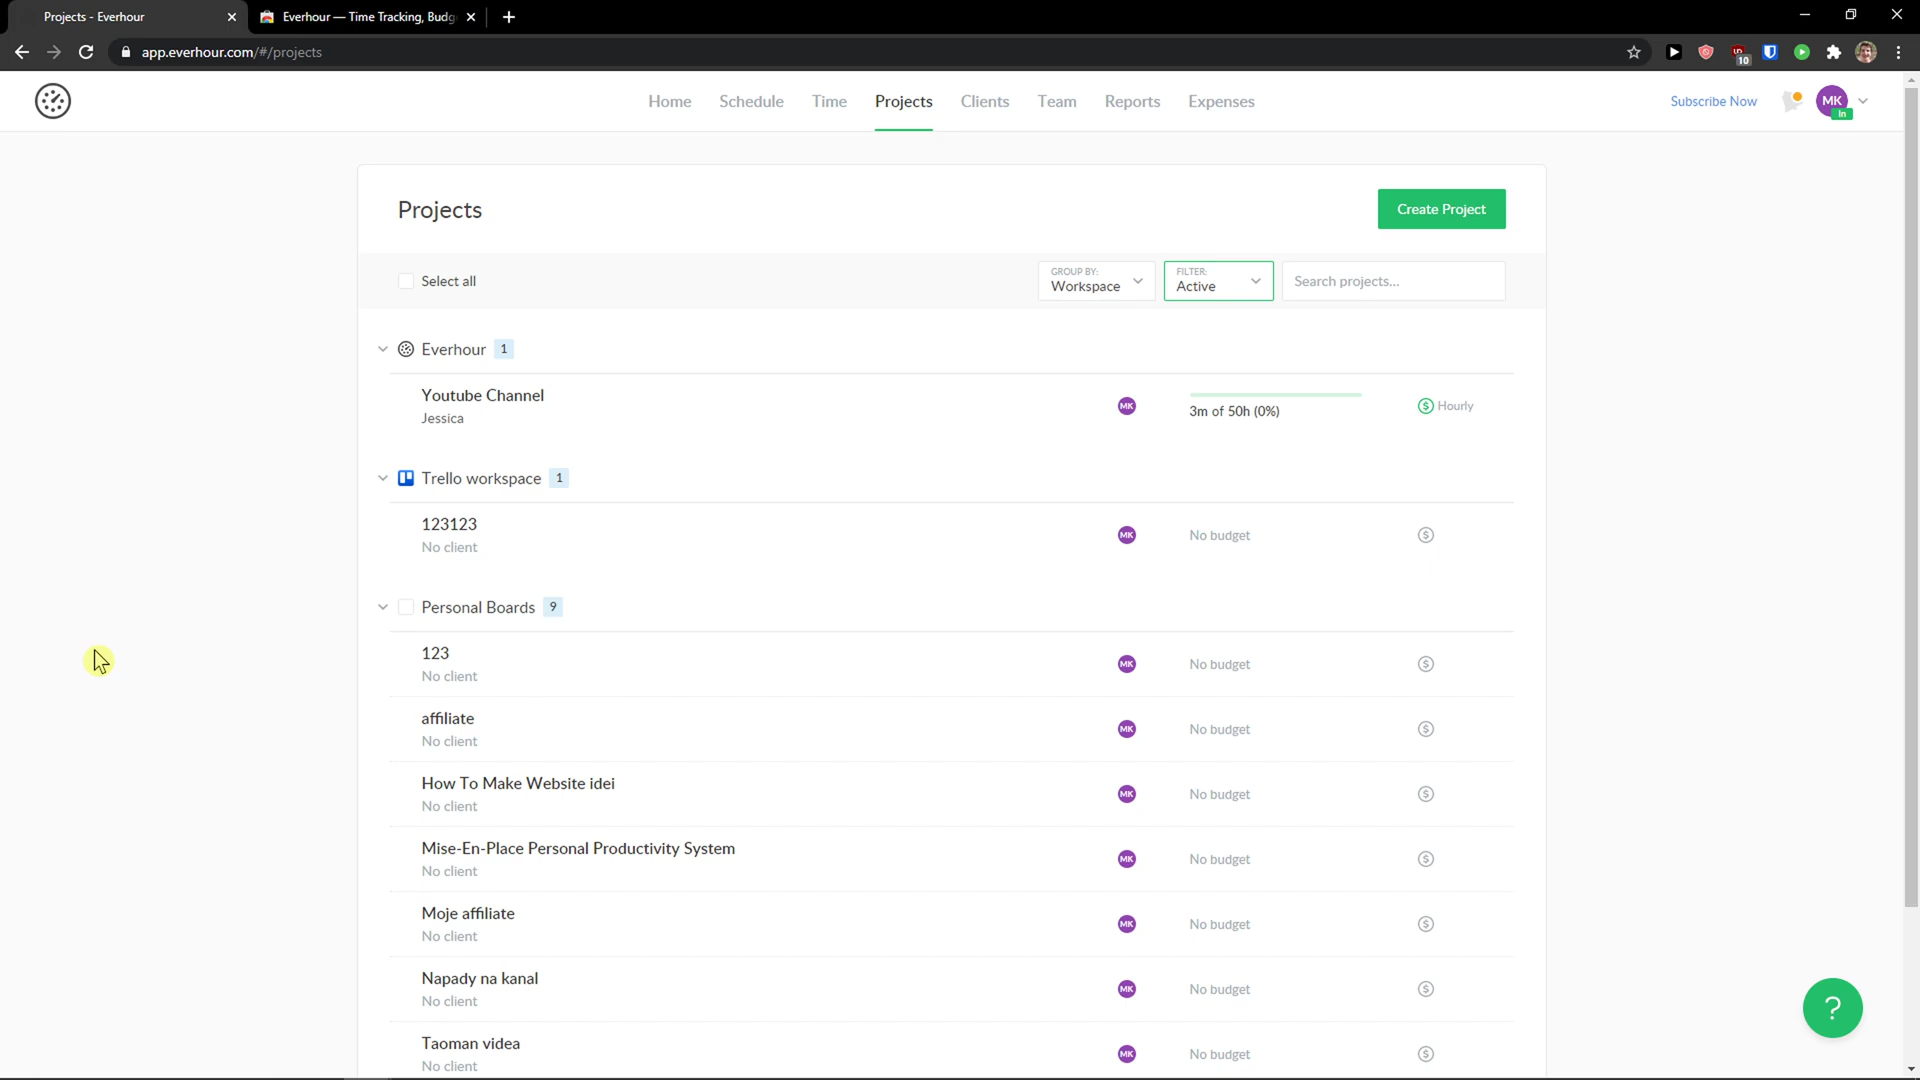 Projects - Everhour
Everhour — Time Tracking, Budg
app.everhour.com/#/projects
10
Home
Schedule
Time
Projects
Clients
Team
Reports
Expenses
Subscribe Now
MK
In
Projects
Create Project
Select all
GROUP BY:
Workspace
FILTER:
Active
Search projects...
Everhour 1
Youtube Channel
Jessica
MK
3m of 50h (0%)
$ Hourly
Trello workspace 1
123123
No client
MK
No budget
$
Personal Boards 9
123
No client
MK
No budget
$
affiliate
No client
MK
No budget
$
How To Make Website idei
No client
MK
No budget
$
Mise-En-Place Personal Productivity System
No client
MK
No budget
$
Moje affiliate
No client
MK
No budget
$
Napady na kanal
No client
MK
No budget
$
Taoman videa
No client
MK
No budget
$
?